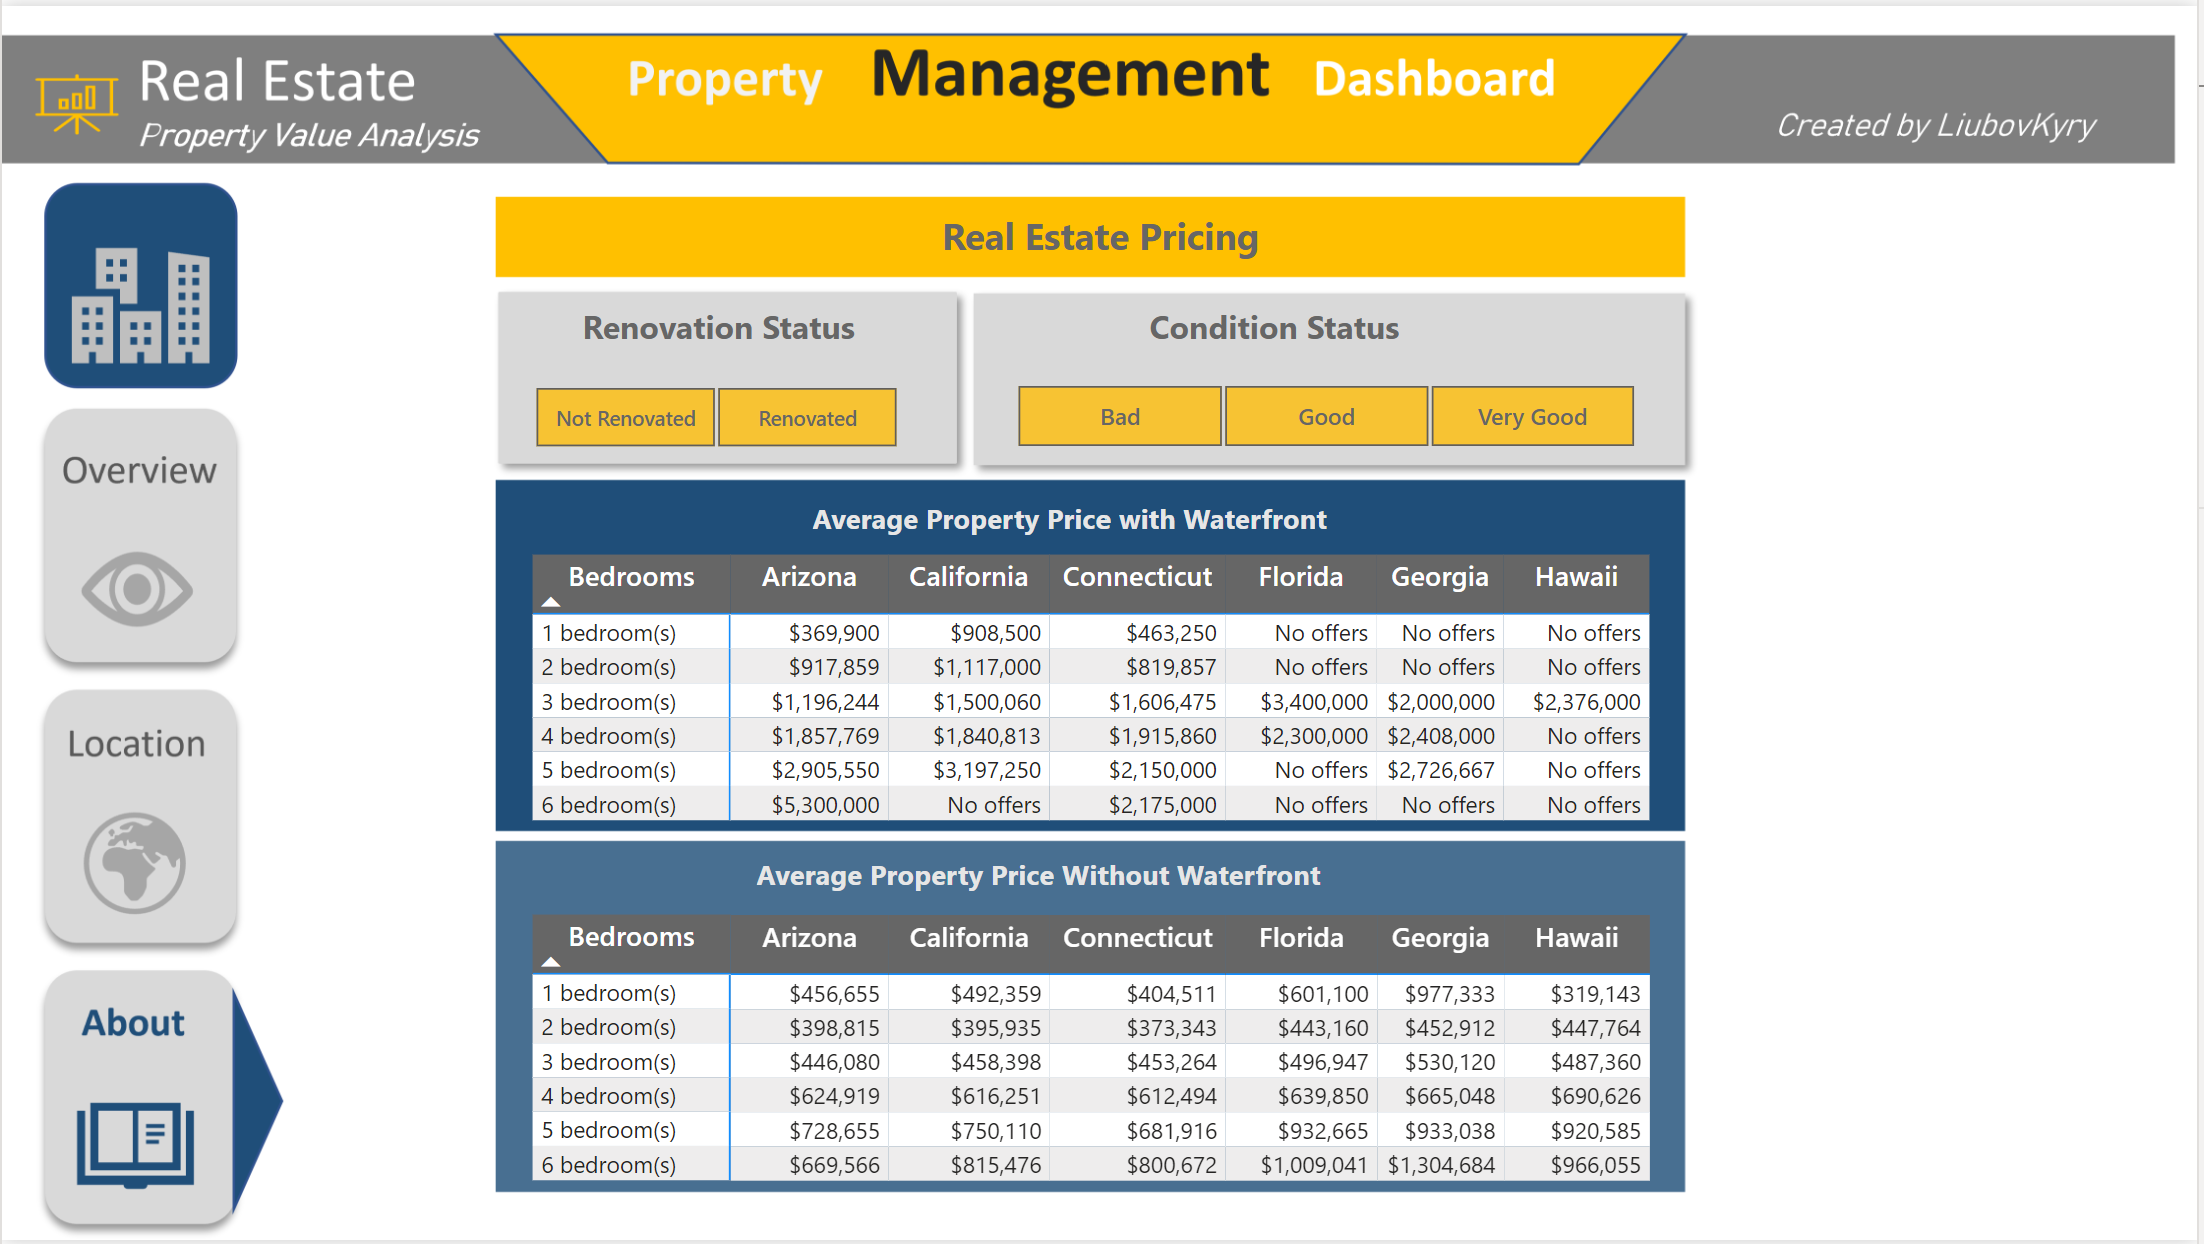 Real Estate
Property Value Analysis
Property Management Dashboard
Created by LiubovKyry
Overview
Location
About
Real Estate Pricing
Renovation Status
Not Renovated Renovated
Condition Status
Bad Good Very Good
Average Property Price with Waterfront
Bedrooms Arizona California Connecticut Florida Georgia Hawaii
1 bedroom(s) $369,900 $908,500 $463,250 No offers No offers No offers
2 bedroom(s) $917,859 $1,117,000 $819,857 No offers No offers No offers
3 bedroom(s) $1,196,244 $1,500,060 $1,606,475 $3,400,000 $2,000,000 $2,376,000
4 bedroom(s) $1,857,769 $1,840,813 $1,915,860 $2,300,000 $2,408,000 No offers
5 bedroom(s) $2,905,550 $3,197,250 $2,150,000 No offers $2,726,667 No offers
6 bedroom(s) $5,300,000 No offers $2,175,000 No offers No offers No offers
Average Property Price Without Waterfront
Bedrooms Arizona California Connecticut Florida Georgia Hawaii
1 bedroom(s) $456,655 $492,359 $404,511 $601,100 $977,333 $319,143
2 bedroom(s) $398,815 $395,935 $373,343 $443,160 $452,912 $447,764
3 bedroom(s) $446,080 $458,398 $453,264 $496,947 $530,120 $487,360
4 bedroom(s) $624,919 $616,251 $612,494 $639,850 $665,048 $690,626
5 bedroom(s) $728,655 $750,110 $681,916 $932,665 $933,038 $920,585
6 bedroom(s) $669,566 $815,476 $800,672 $1,009,041 $1,304,684 $966,055